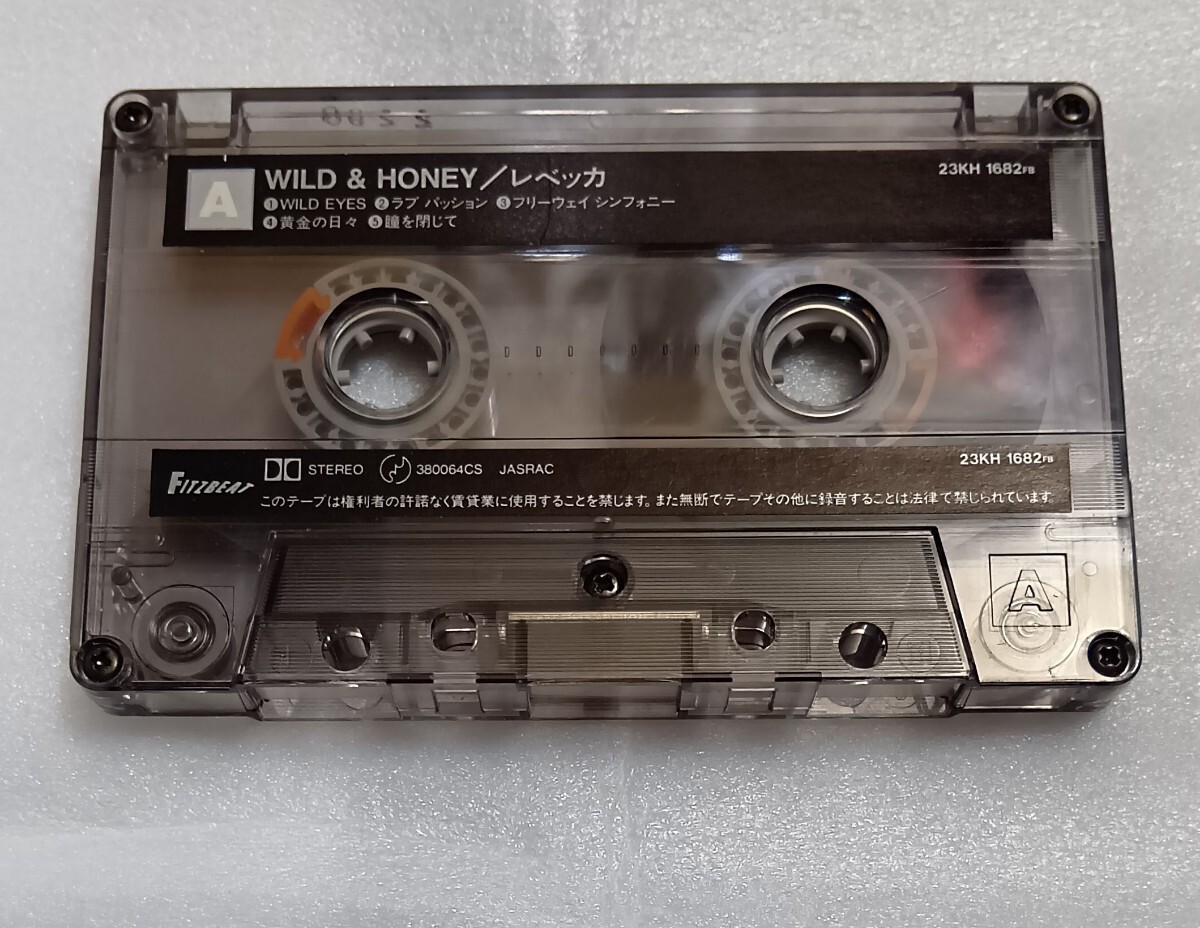 A
WILD & HONEY/レベッカ
❶WILD EYES ❷ラブ パッション ❸フリーウェイ シンフォニー
❹黄金の日々 ❺瞳を閉じて
23KH 1682FB
FITZBEAT
STEREO 380064CS JASRAC
23KH 1682FB
このテープは権利者の許諾なく賃貸業に使用することを禁じます。また無断でテープその他に録音することは法律で禁じられています。
A